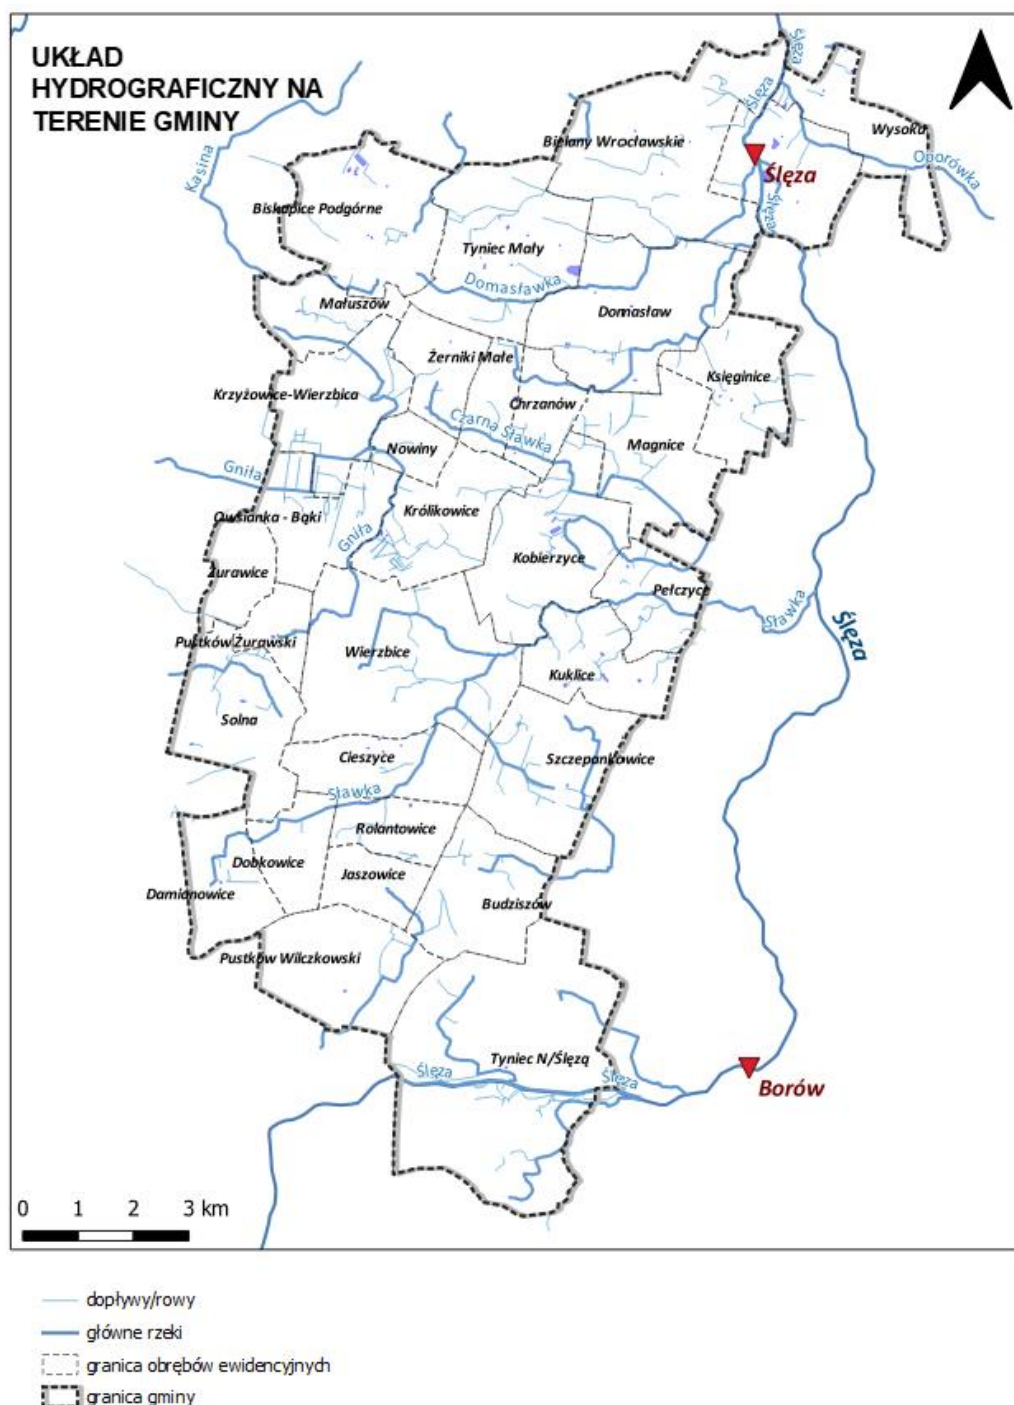 UKŁAD
HYDROGRAFICZNY NA
TERENIE GMINY
Ślęza
Ślęza
Wysoka
Bielany Wrocławskie
Oporówka
Kasina
Ślęza
Ślęza
Biskupice Podgórne
Tyniec Mały
Domasławka
Małuszów
Domasław
Żerniki Małe
Księginice
Krzyżowice-Wierzbica
Chrzanów
Czarna Sławka
Nowiny
Magnice
Gniła
Królikowice
Owsianka - Bąki
Gniła
Kobierzyce
Żurawice
Pełczyce
Sławka
Ślęza
Pustków Żurawski
Wierzbice
Kuklice
Solna
Cieszyce
Szczepankowice
Sławka
Rolantowice
Dobkowice
Jaszowice
Damianowice
Budziszów
Pustków Wilczkowski
Tyniec N/Ślęzą
Ślęza
Ślęza
Borów
0 1 2 3 km
dopływy/rowy
główne rzeki
granica obrębów ewidencyjnych
granica gminy